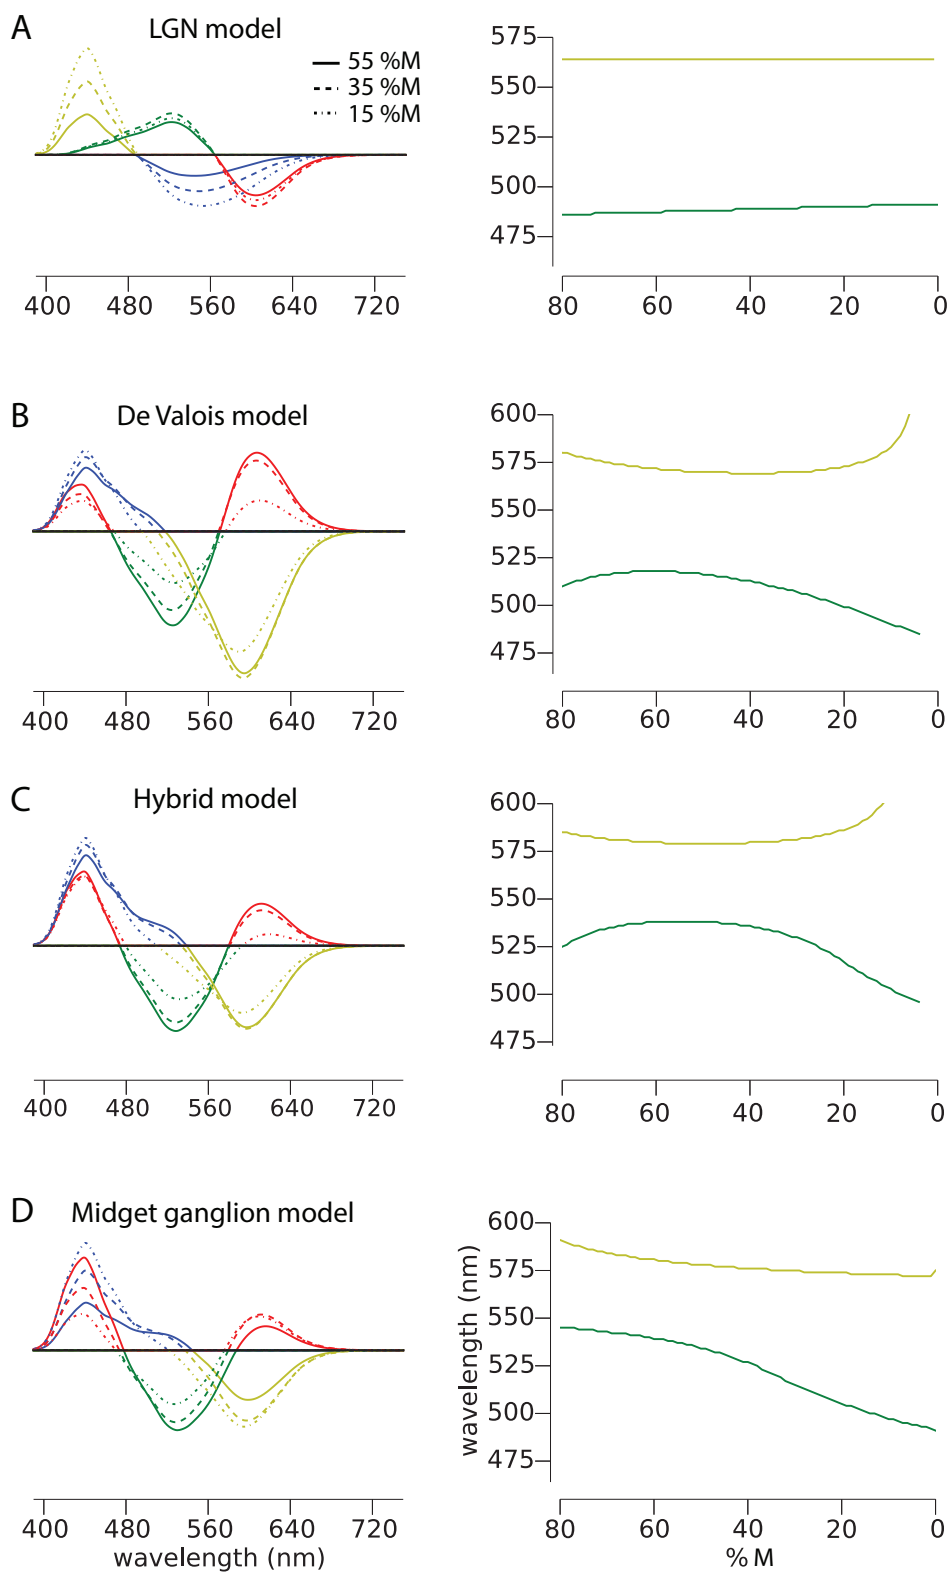 A
LGN model
55 %M
35 %M
15 %M
400 480 560 640 720
575
550
525
500
475
80 60 40 20 0
B
De Valois model
400 480 560 640 720
600
575
550
525
500
475
80 60 40 20 0
C
Hybrid model
400 480 560 640 720
600
575
550
525
500
475
80 60 40 20 0
D
Midget ganglion model
400 480 560 640 720
wavelength (nm)
wavelength (nm)
600
575
550
525
500
475
80 60 40 20 0
% M